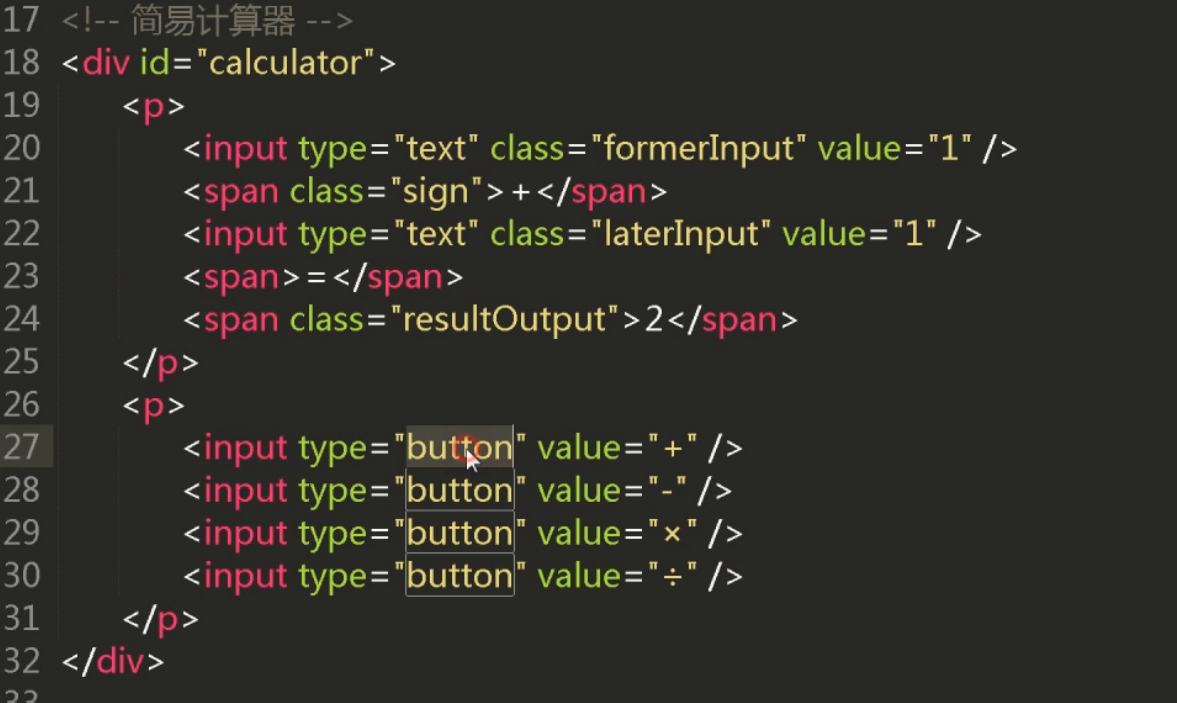 17 <!-- 简易计算器 -->
18 <div id="calculator">
19 <p>
20 <input type="text" class="formerInput" value="1" />
21 <span class="sign">+</span>
22 <input type="text" class="laterInput" value="1" />
23 <span>=</span>
24 <span class="resultOutput">2</span>
25 </p>
26 <p>
27 <input type="button" value="+" />
28 <input type="button" value="-" />
29 <input type="button" value="×" />
30 <input type="button" value="÷" />
31 </p>
32 </div>
33